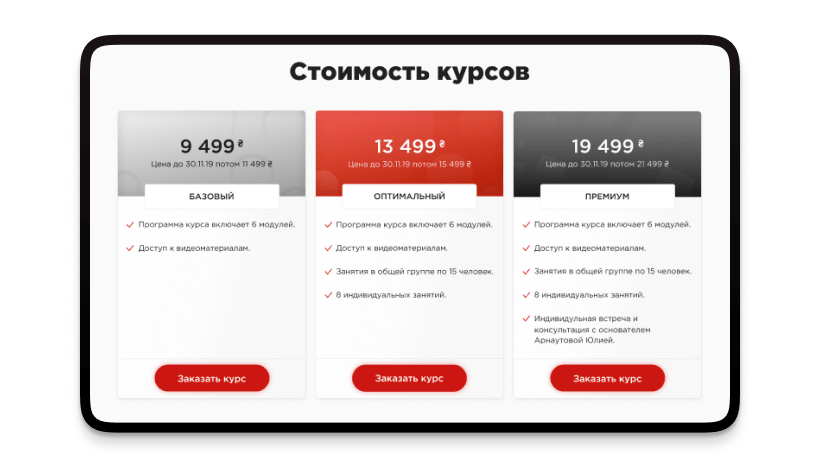 Стоимость курсов
9 499 ₴
Цена до 30.11.19 потом 11 499 ₴
БАЗОВЫЙ
Программа курса включает 6 модулей.
Доступ к видеоматериалам.
Заказать курс
13 499 ₴
Цена до 30.11.19 потом 15 499 ₴
ОПТИМАЛЬНЫЙ
Программа курса включает 6 модулей.
Доступ к видеоматериалам.
Занятия в общей группе по 15 человек.
8 индивидуальных занятий.
Заказать курс
19 499 ₴
Цена до 30.11.19 потом 21 499 ₴
ПРЕМИУМ
Программа курса включает 6 модулей.
Доступ к видеоматериалам.
Занятия в общей группе по 15 человек.
8 индивидуальных занятий.
Индивидульная встреча и
консультация с основателем
Арнаутовой Юлией.
Заказать курс